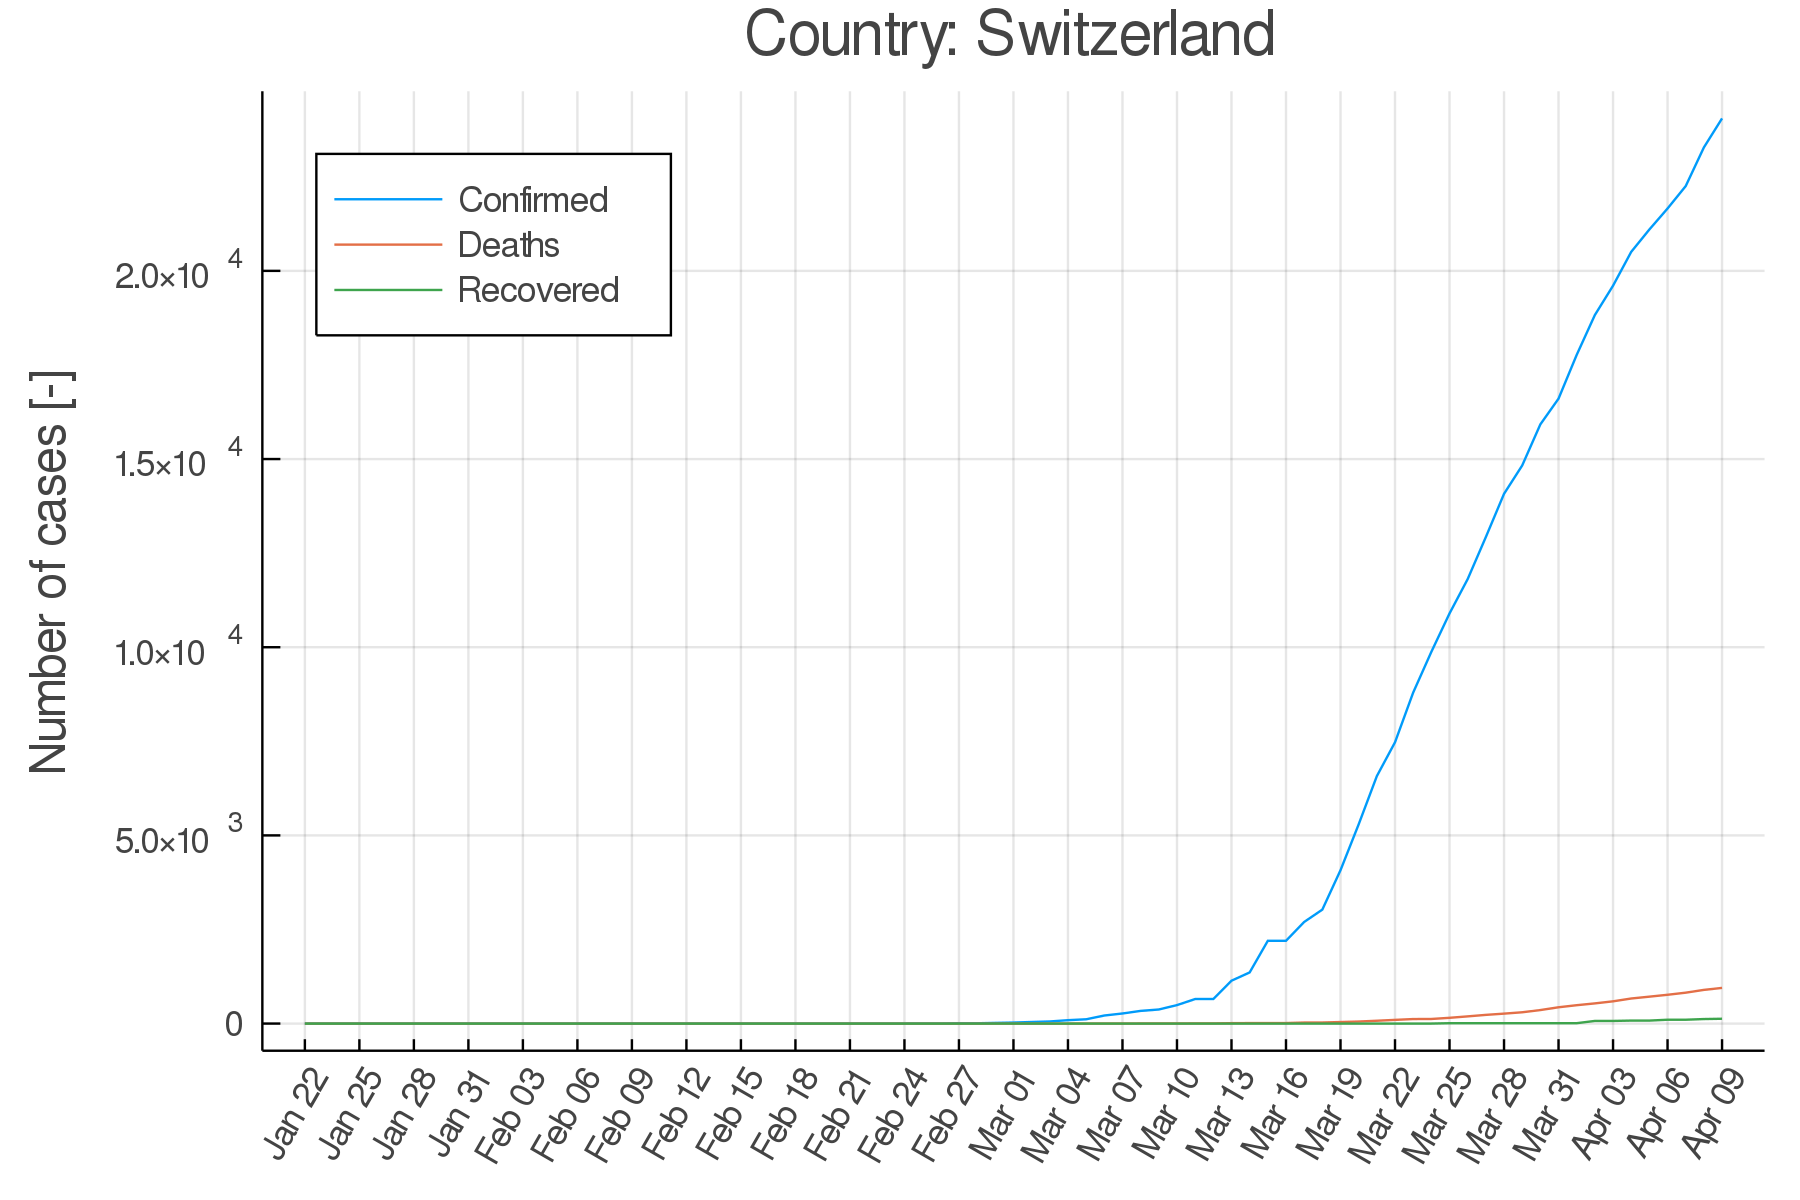 Country: Switzerland
Confirmed
Deaths
Recovered
Number of cases [-]
2.0×10 4
1.5×10 4
1.0×10 4
5.0×10 3
0
Jan 22
Jan 25
Jan 28
Jan 31
Feb 03
Feb 06
Feb 09
Feb 12
Feb 15
Feb 18
Feb 21
Feb 24
Feb 27
Mar 01
Mar 04
Mar 07
Mar 10
Mar 13
Mar 16
Mar 19
Mar 22
Mar 25
Mar 28
Mar 31
Apr 03
Apr 06
Apr 09